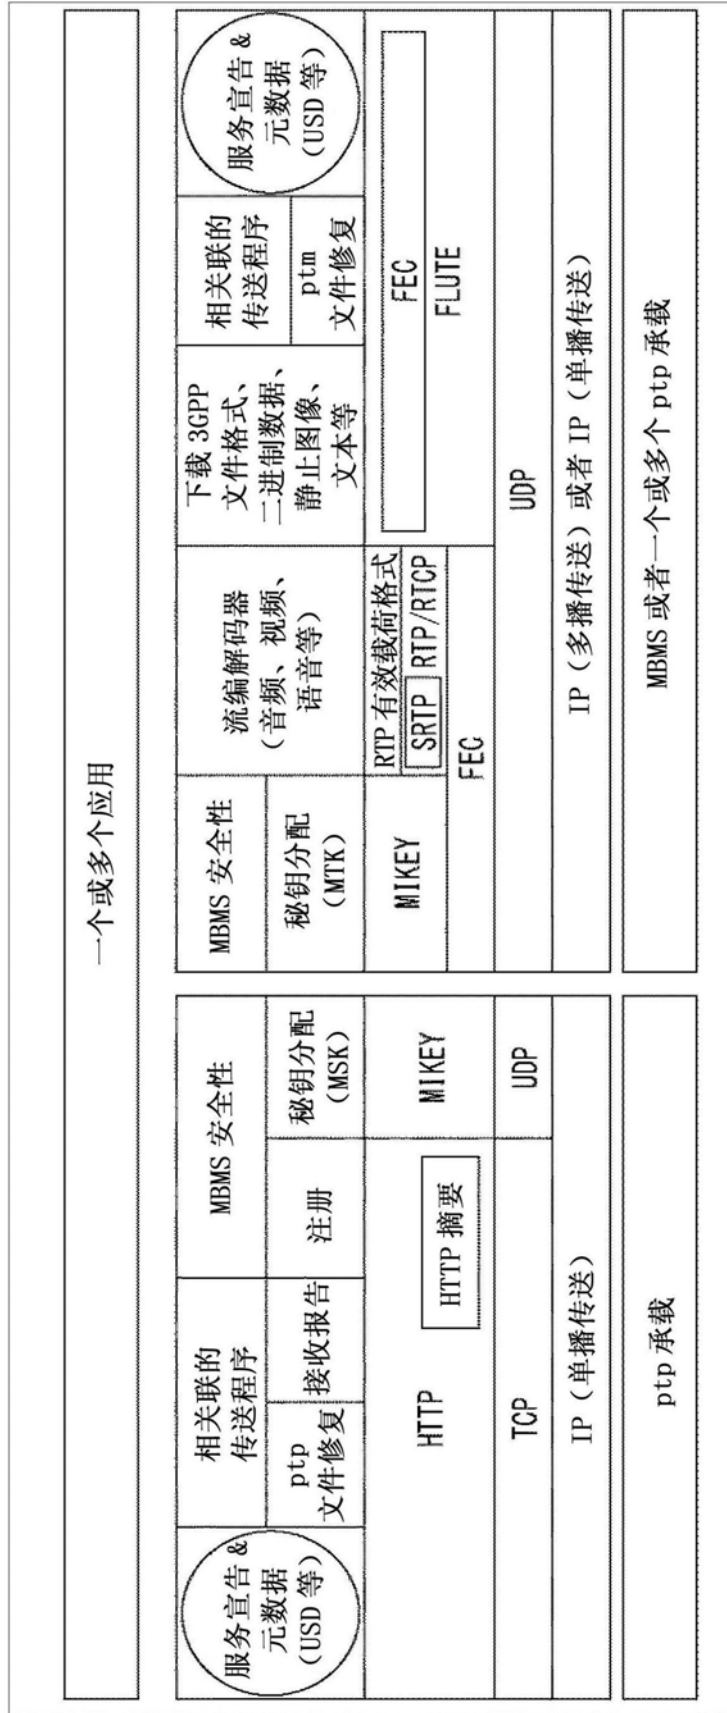 一个或多个应用
服务宣告&
元数据
(USD 等)
相关联的
传送程序
ptp
文件修复
接收报告
MBMS 安全性
注册
秘钥分配
(MSK)
HTTP
HTTP 摘要
MIKEY
TCP
UDP
IP（单播传送）
ptp 承载
MBMS 安全性
秘钥分配
(MTK)
流编解码器
(音频、视频、
语音等)
下载 3GPP
文件格式、
二进制数据、
静止图像、
文本等
相关联的
传送程序
ptm
文件修复
服务宣告&
元数据
(USD 等)
MIKEY
RTP 有效载荷格式
SRTP RTP/RTCP
FEC
FEC
FLUTE
UDP
IP（多播传送）或者 IP（单播传送）
MBMS 或者一个或多个 ptp 承载